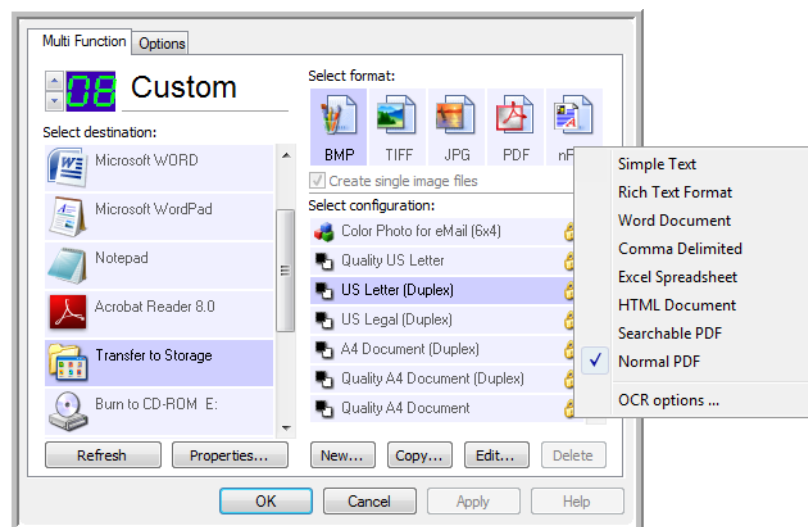 Multi Function
Options
08
Custom
Select destination:
Microsoft WORD
Microsoft WordPad
Notepad
Acrobat Reader 8.0
Transfer to Storage
Burn to CD-ROM E:
Refresh
Properties...
Select format:
BMP
TIFF
JPG
PDF
Create single image files
Select configuration:
Color Photo for eMail (6x4)
Quality US Letter
US Letter (Duplex)
US Legal (Duplex)
A4 Document (Duplex)
Quality A4 Document (Duplex)
Quality A4 Document
New...
Copy...
Edit...
Delete
Simple Text
Rich Text Format
Word Document
Comma Delimited
Excel Spreadsheet
HTML Document
Searchable PDF
Normal PDF
OCR options ...
OK
Cancel
Apply
Help